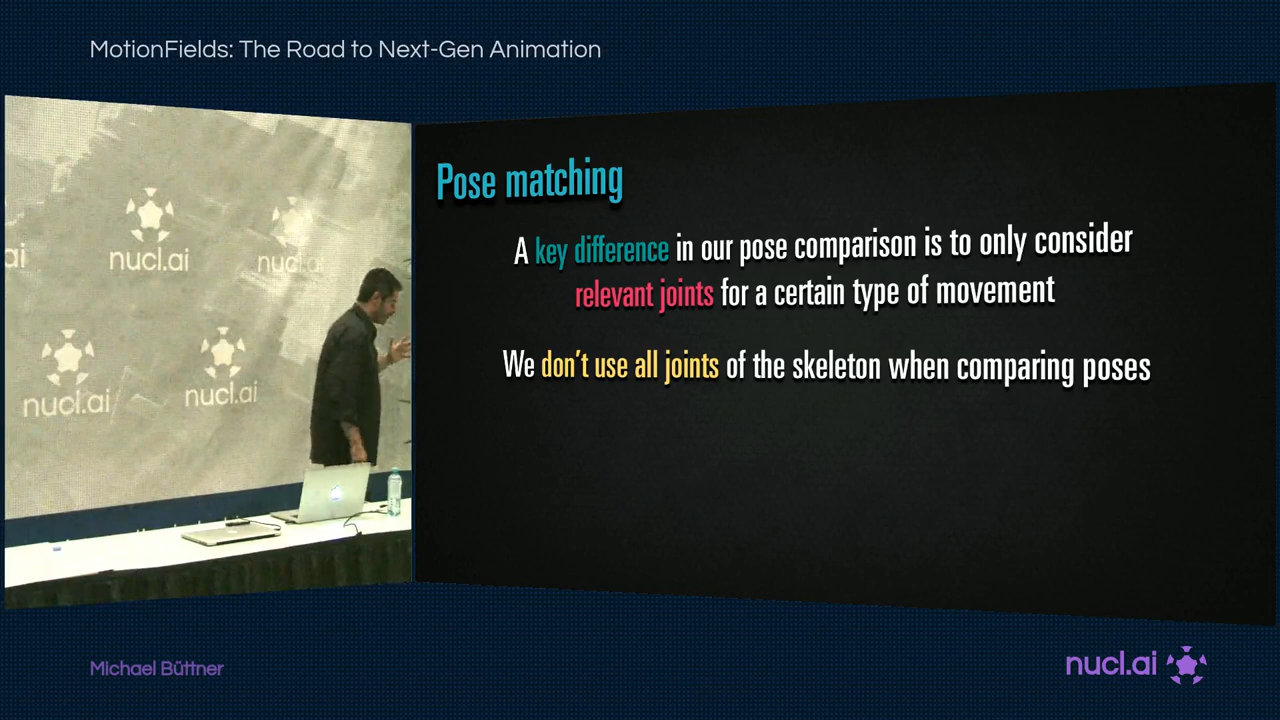 MotionFields: The Road to Next-Gen Animation
nucl.ai
nucl.ai
ai
nucl.ai
nucl.ai
Pose matching
A key difference in our pose comparison is to only consider
relevant joints for a certain type of movement
We don't use all joints of the skeleton when comparing poses
Michael Büttner
nucl.ai